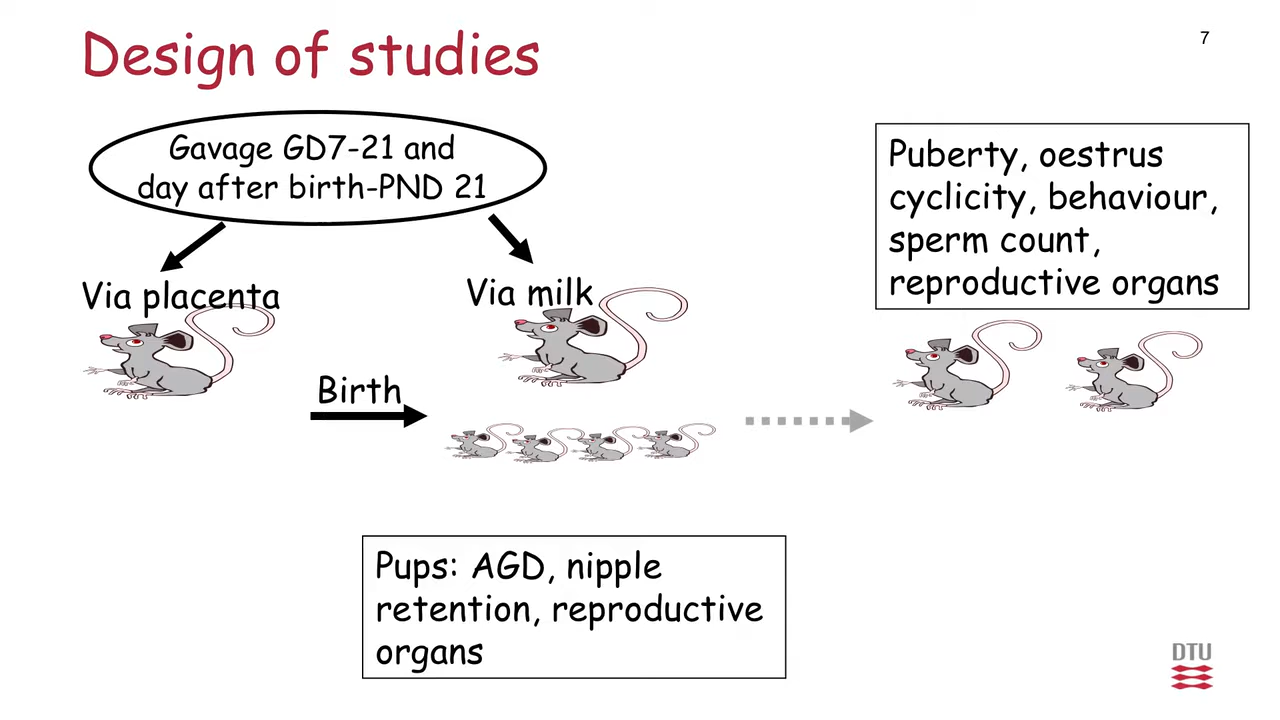 Design of studies
7
Gavage GD7-21 and
day after birth-PND 21
Via placenta
Via milk
Birth
Puberty, oestrus
cyclicity, behaviour,
sperm count,
reproductive organs
Pups: AGD, nipple
retention, reproductive
organs
DTU